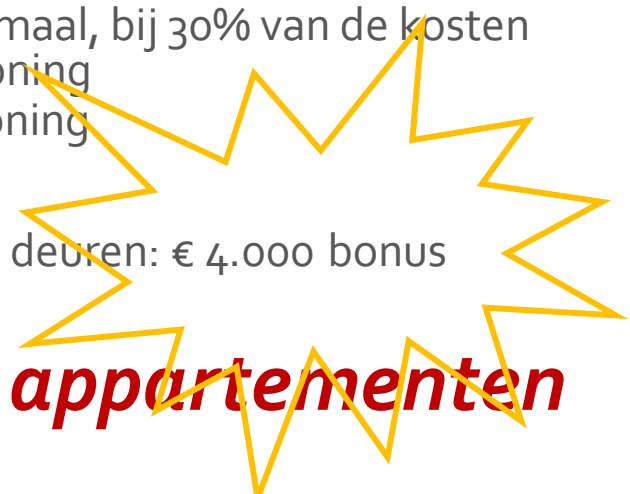 maal, bij 30% van de kosten
oning
oning
deuren: € 4.000 bonus
appartementen